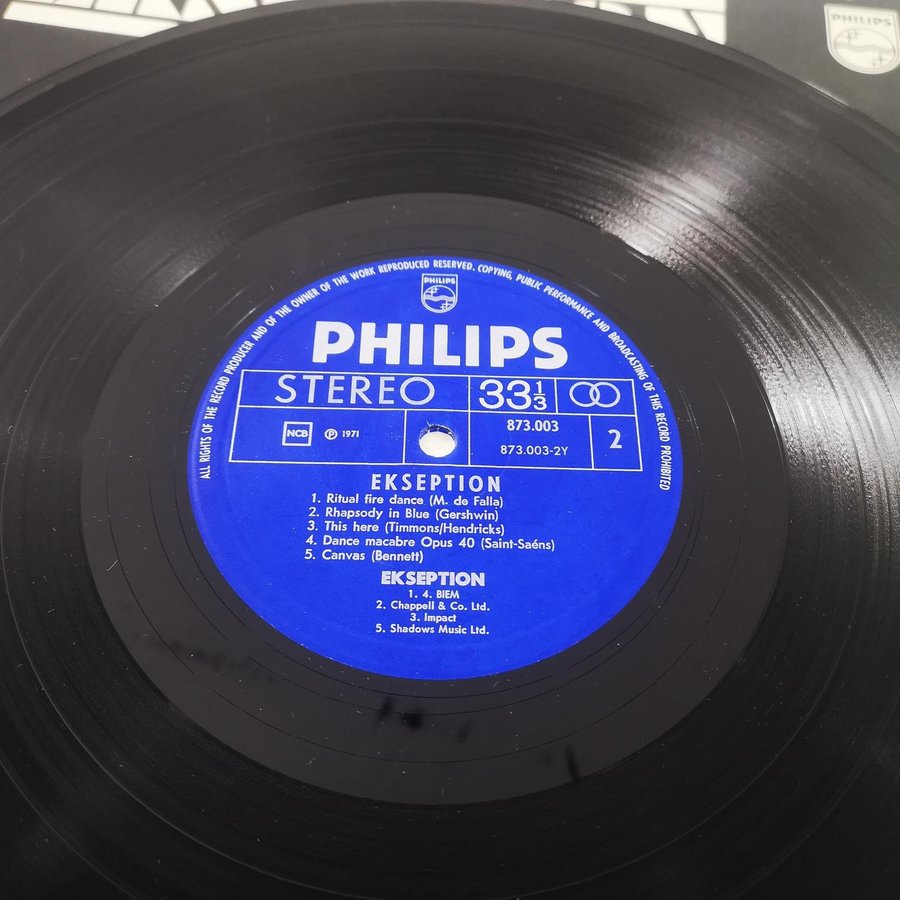 PHILIPS
ALL RIGHTS OF THE RECORD PRODUCER AND OF THE OWNER OF THE WORK REPRODUCED RESERVED. COPYING, PUBLIC PERFORMANCE AND BROADCASTING OF THIS RECORD PROHIBITED
PHILIPS
PHILIPS
STEREO 33 1/3
NCB ℗ 1971 873.003 2
873.003-2Y
EKSEPTION
1. Ritual fire dance (M. de Falla)
2. Rhapsody in Blue (Gershwin)
3. This here (Timmons/Hendricks)
4. Dance macabre Opus 40 (Saint-Saéns)
5. Canvas (Bennett)
EKSEPTION
1. 4. BIEM
2. Chappell & Co. Ltd.
3. Impact
5. Shadows Music Ltd.